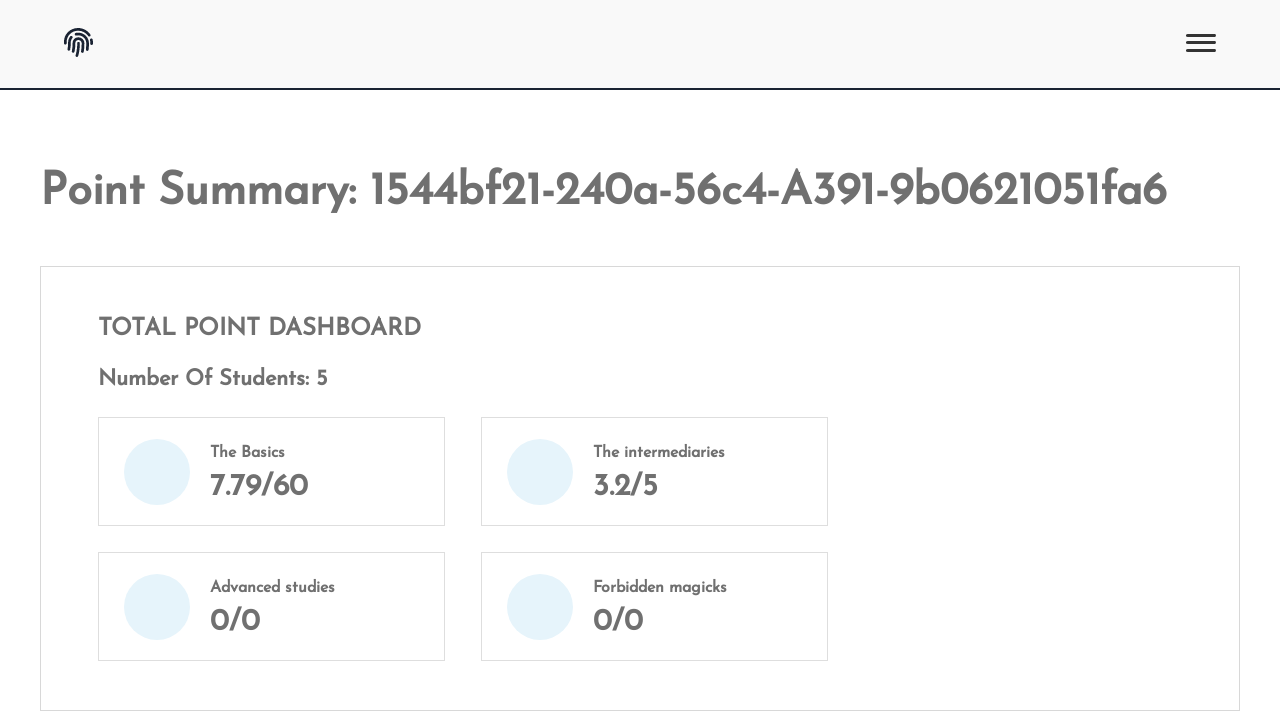 Point Summary: 1544bf21-240a-56c4-A391-9b0621051fa6
TOTAL POINT DASHBOARD
Number Of Students: 5
The Basics
7.79/60
The intermediaries
3.2/5
Advanced studies
0/0
Forbidden magicks
0/0